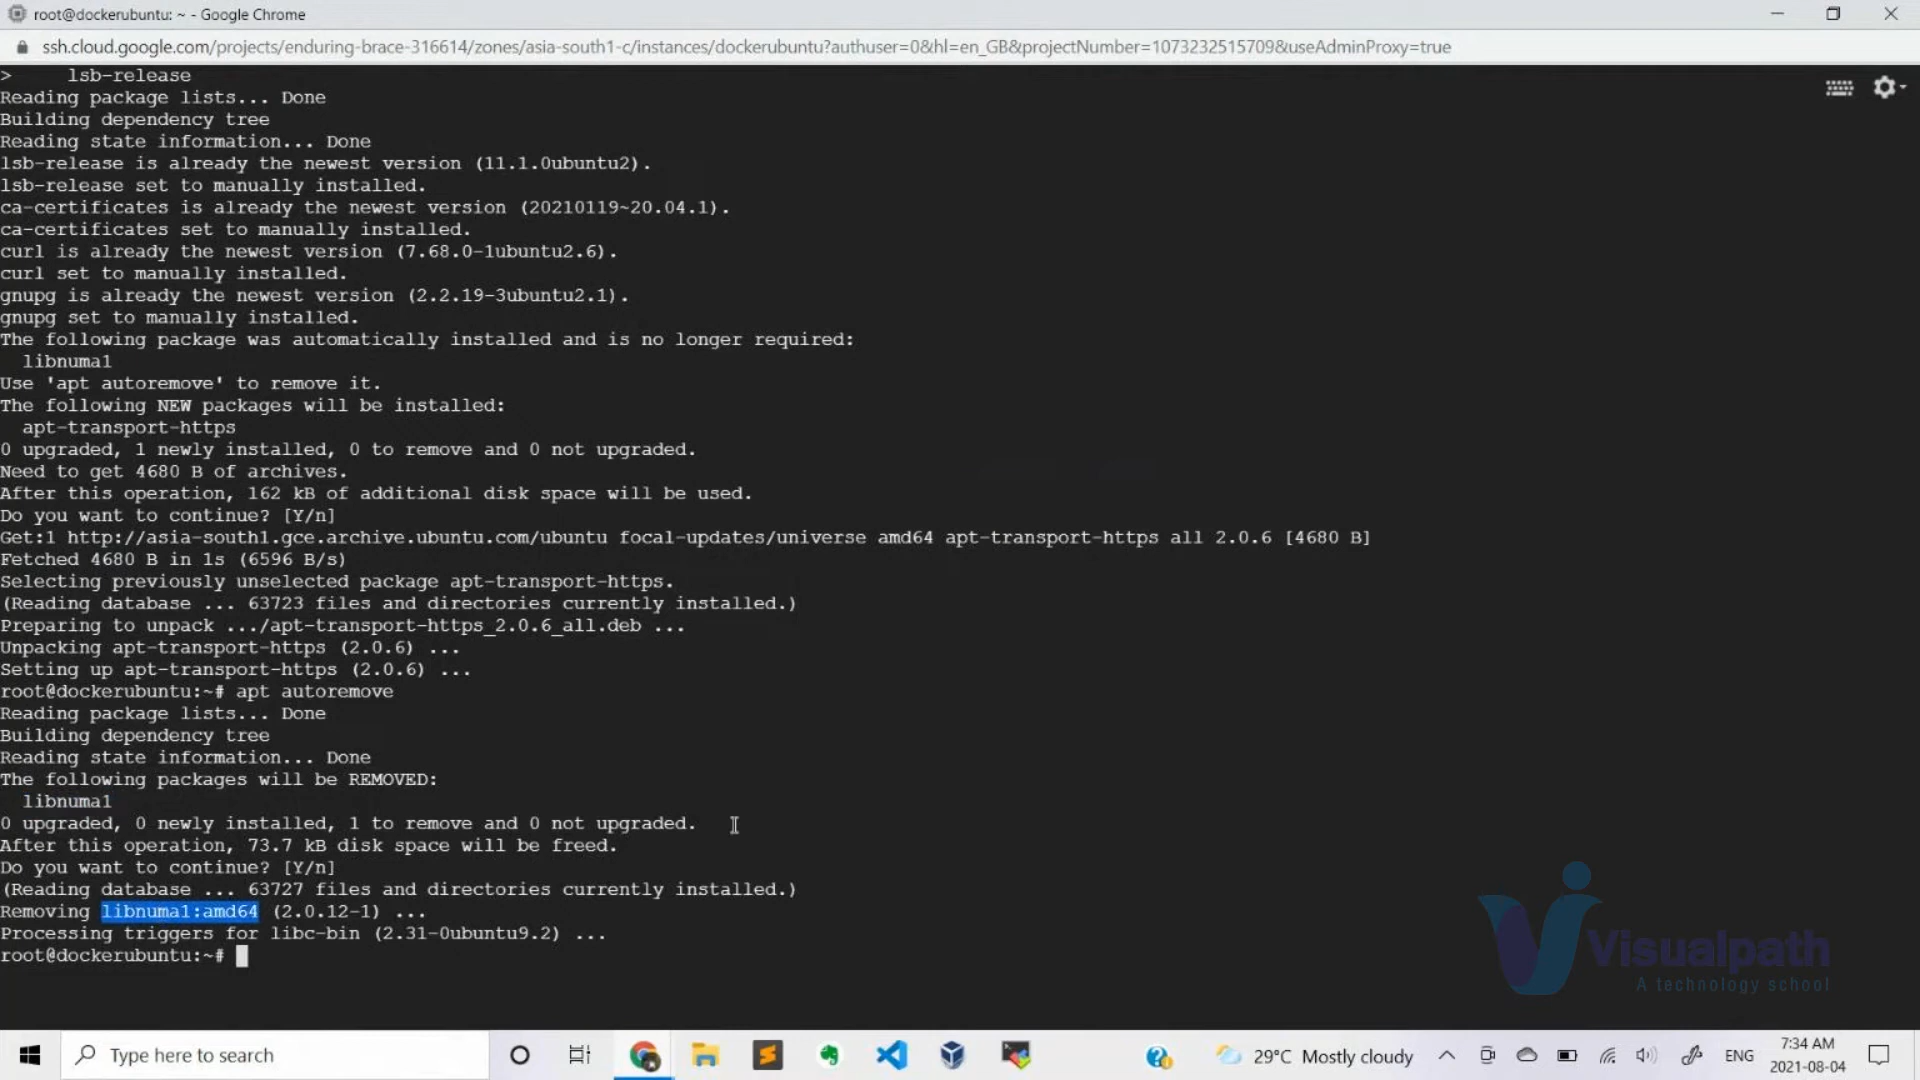 root@dockerubuntu: ~ - Google Chrome
ssh.cloud.google.com/projects/enduring-brace-316614/zones/asia-south1-c/instances/dockerubuntu?authuser=0&hl=en_GB&projectNumber=1073232515709&useAdminProxy=true
>     lsb-release
Reading package lists... Done
Building dependency tree
Reading state information... Done
lsb-release is already the newest version (11.1.0ubuntu2).
lsb-release set to manually installed.
ca-certificates is already the newest version (20210119~20.04.1).
ca-certificates set to manually installed.
curl is already the newest version (7.68.0-1ubuntu2.6).
curl set to manually installed.
gnupg is already the newest version (2.2.19-3ubuntu2.1).
gnupg set to manually installed.
The following package was automatically installed and is no longer required:
  libnuma1
Use 'apt autoremove' to remove it.
The following NEW packages will be installed:
  apt-transport-https
0 upgraded, 1 newly installed, 0 to remove and 0 not upgraded.
Need to get 4680 B of archives.
After this operation, 162 kB of additional disk space will be used.
Do you want to continue? [Y/n]
Get:1 http://asia-south1.gce.archive.ubuntu.com/ubuntu focal-updates/universe amd64 apt-transport-https all 2.0.6 [4680 B]
Fetched 4680 B in 1s (6596 B/s)
Selecting previously unselected package apt-transport-https.
(Reading database ... 63723 files and directories currently installed.)
Preparing to unpack .../apt-transport-https_2.0.6_all.deb ...
Unpacking apt-transport-https (2.0.6) ...
Setting up apt-transport-https (2.0.6) ...
root@dockerubuntu:~# apt autoremove
Reading package lists... Done
Building dependency tree
Reading state information... Done
The following packages will be REMOVED:
  libnuma1
0 upgraded, 0 newly installed, 1 to remove and 0 not upgraded.
After this operation, 73.7 kB disk space will be freed.
Do you want to continue? [Y/n]
(Reading database ... 63727 files and directories currently installed.)
Removing libnuma1:amd64 (2.0.12-1) ...
Processing triggers for libc-bin (2.31-0ubuntu9.2) ...
root@dockerubuntu:~#
Visualpath
A technology school
Type here to search
29°C Mostly cloudy
ENG
7:34 AM
2021-08-04